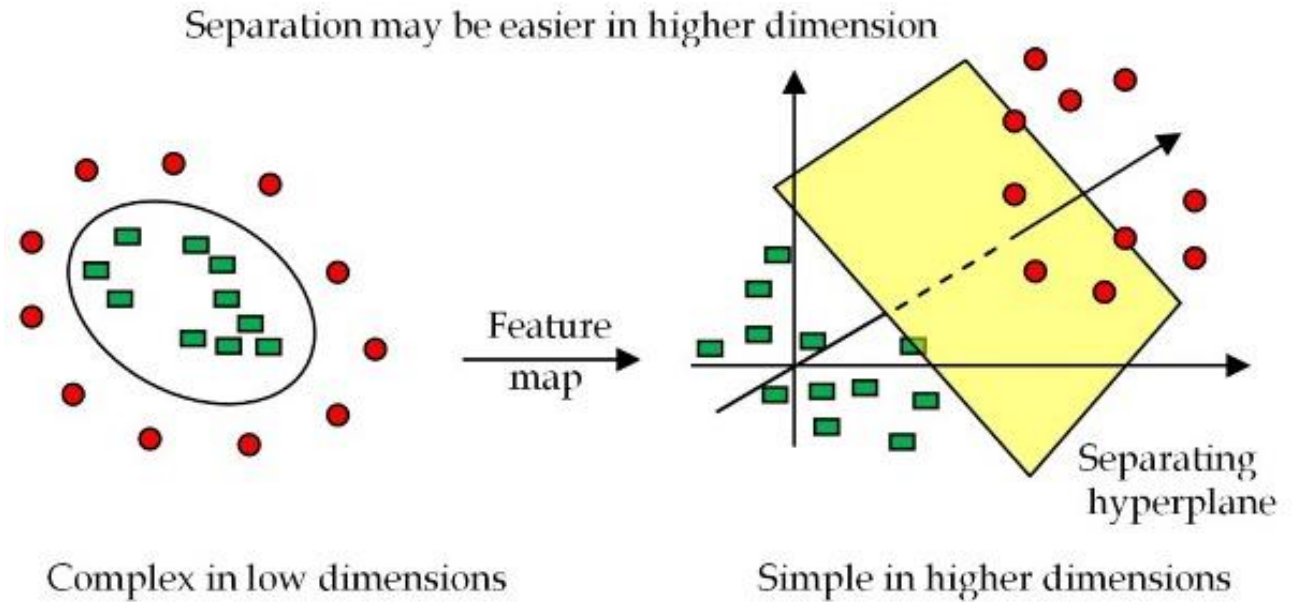 Separation may be easier in higher dimension
Feature
map
Separating
hyperplane
Complex in low dimensions
Simple in higher dimensions